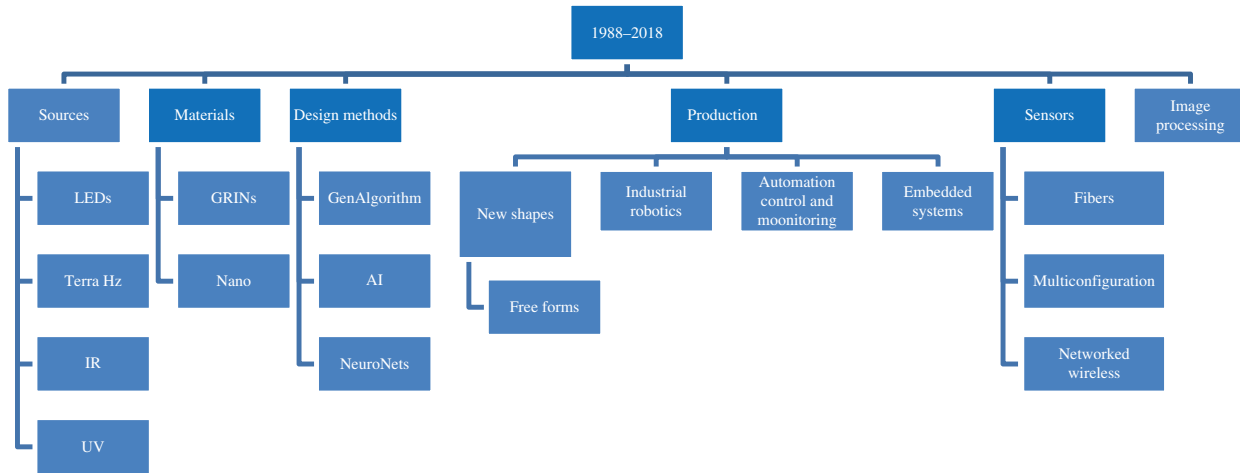 1988–2018
Sources
Materials
Design methods
Production
Sensors
Image
processing
LEDs
Terra Hz
IR
UV
GRINs
Nano
GenAlgorithm
AI
NeuroNets
New shapes
Free forms
Industrial
robotics
Automation
control and
moonitoring
Embedded
systems
Fibers
Multiconfiguration
Networked
wireless